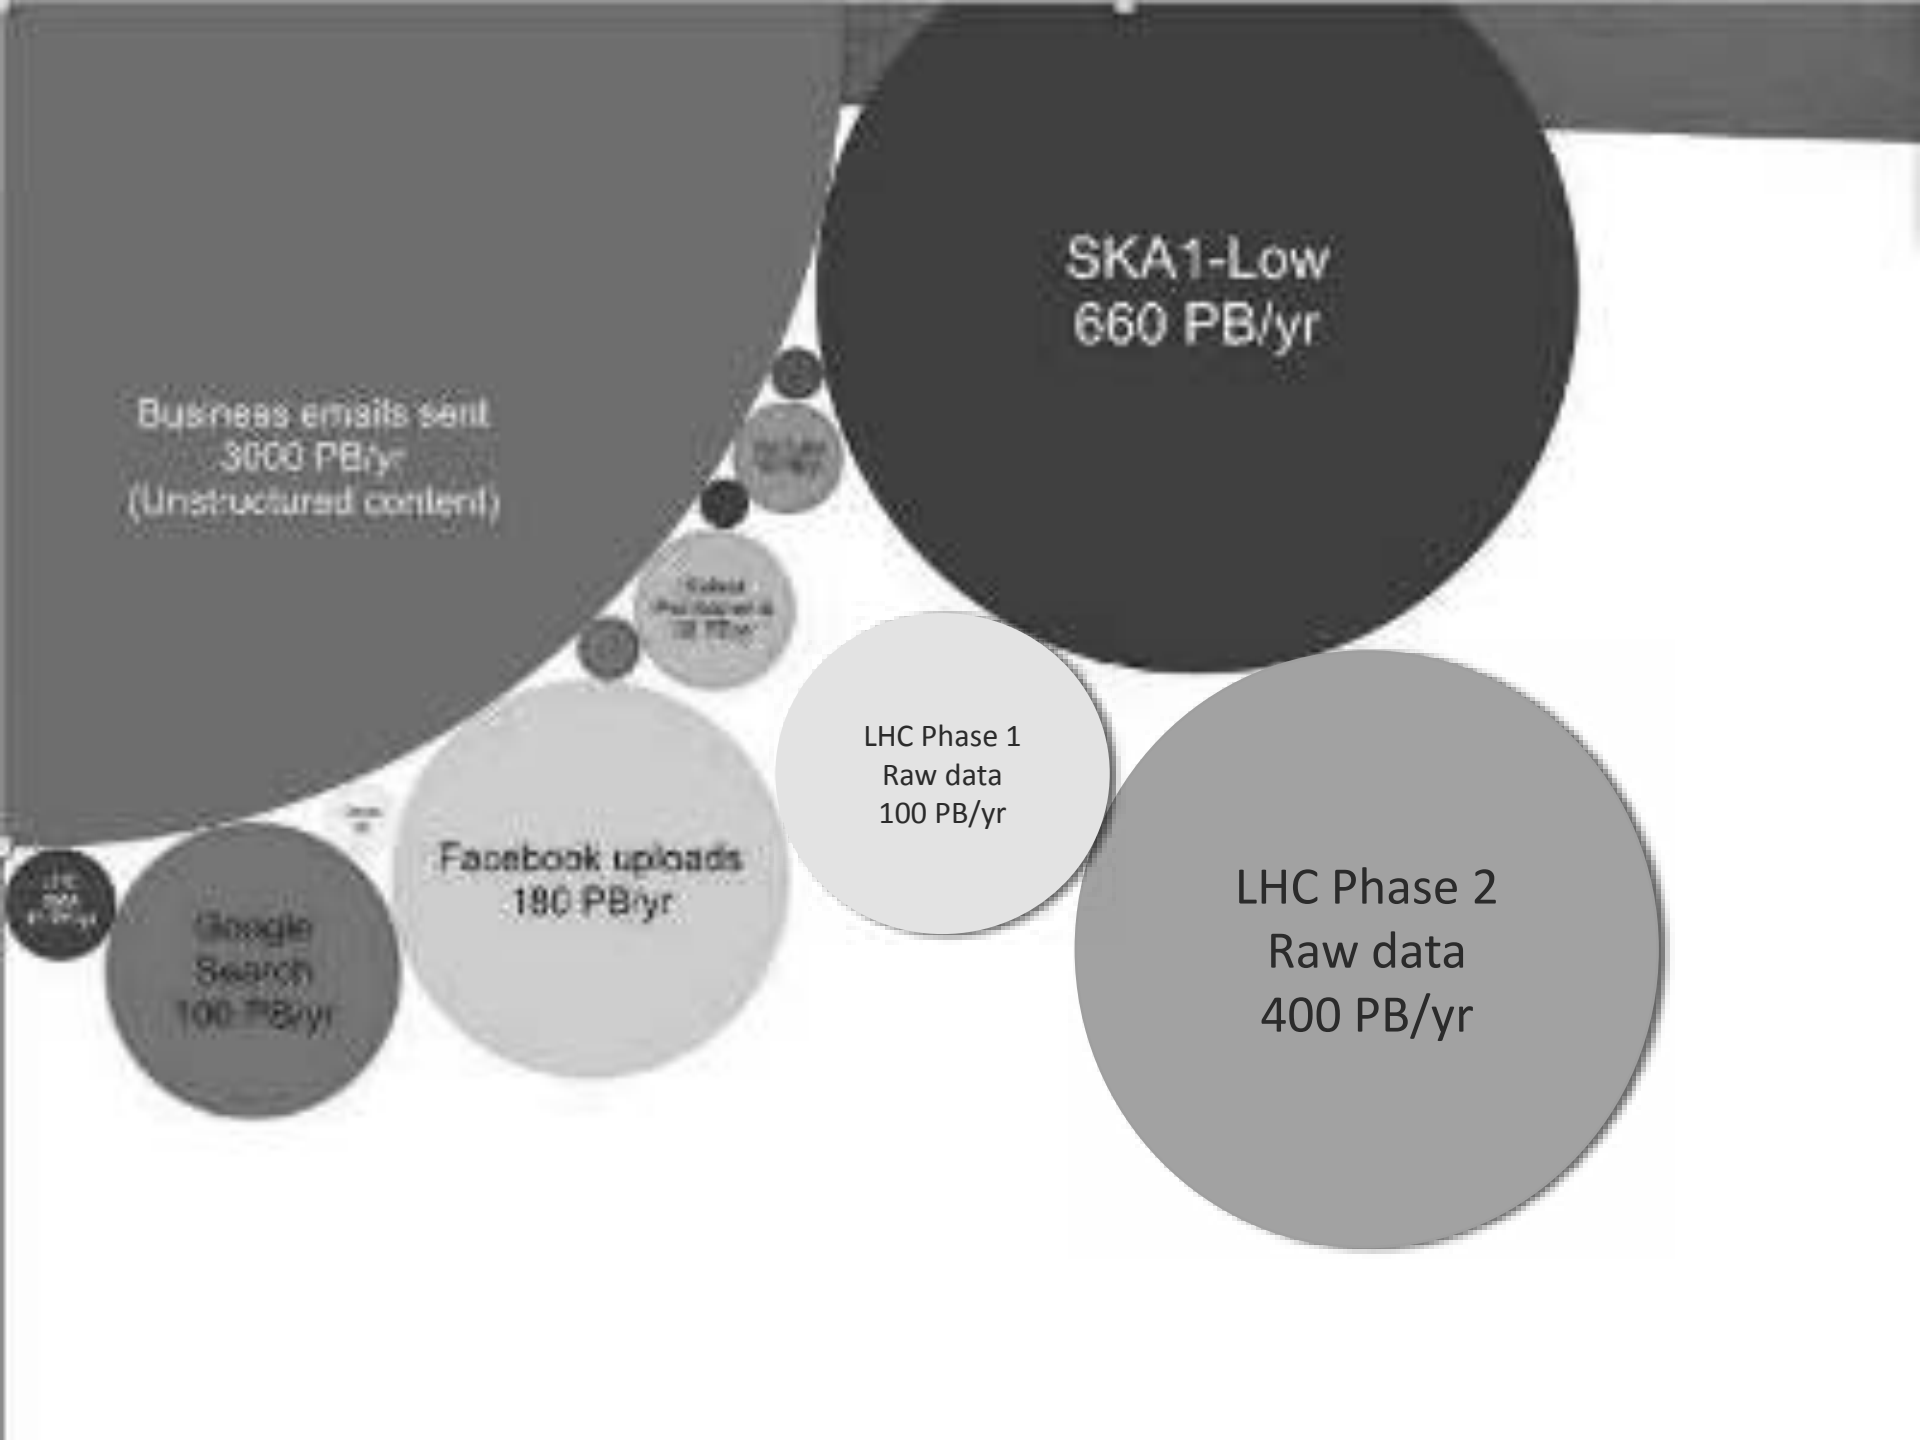 SKA1-Low
660 PB/yr
Business emails sent
3000 PB/yr
(Unstructured content)
LHC Phase 1
Raw data
100 PB/yr
Facebook uploads
180 PB/yr
LHC Phase 2
Raw data
400 PB/yr
Google
Search
100 PB/yr